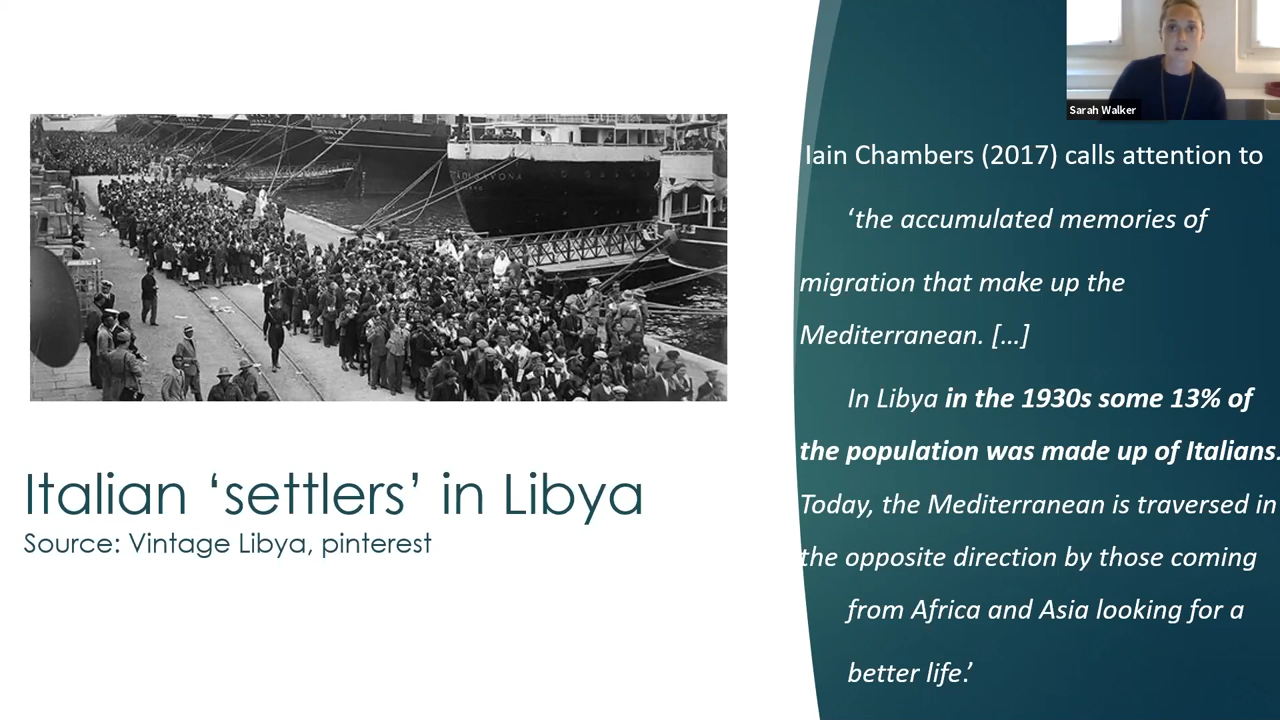 Sarah Walker
Iain Chambers (2017) calls attention to
‘the accumulated memories of
migration that make up the
Mediterranean. […]
In Libya in the 1930s some 13% of
the population was made up of Italians.
Today, the Mediterranean is traversed in
the opposite direction by those coming
from Africa and Asia looking for a
better life.’
Italian ‘settlers’ in Libya
Source: Vintage Libya, pinterest